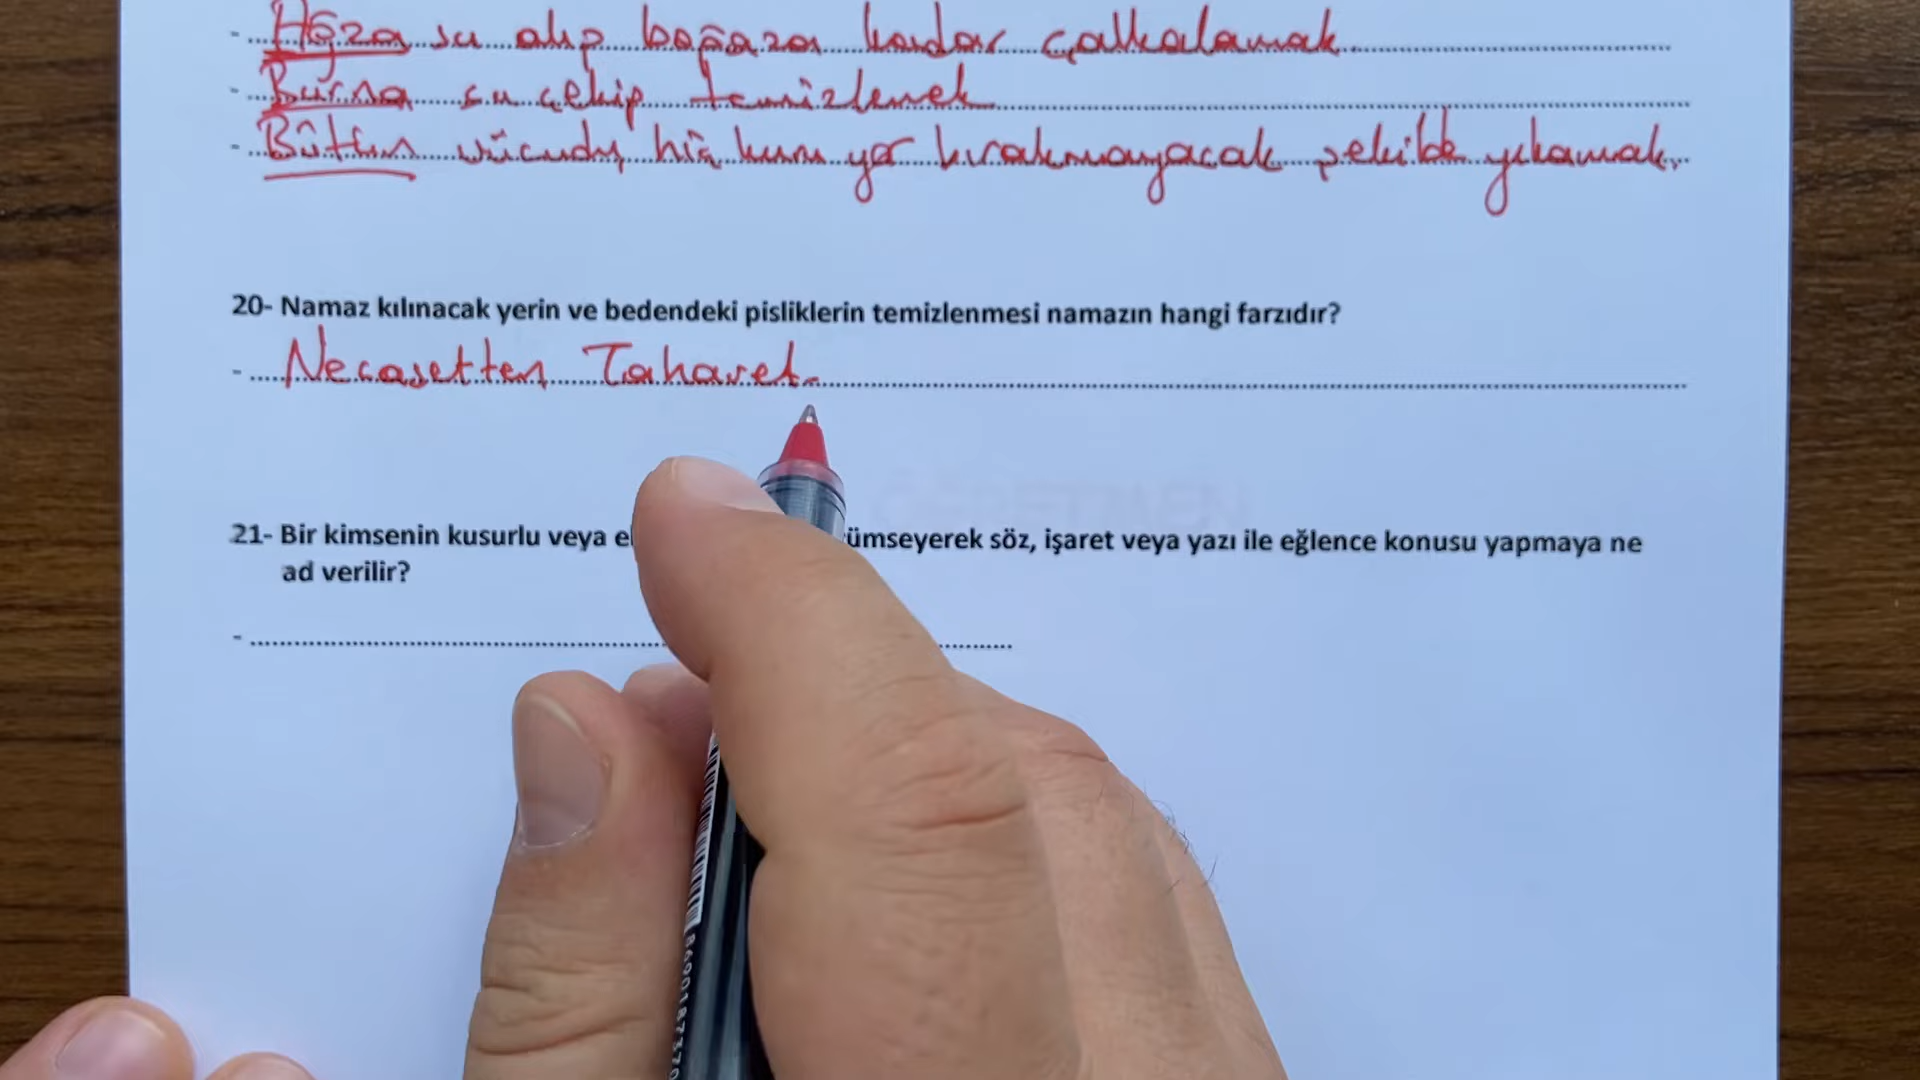 - Ağıza su alıp boğaza kadar çalkalamak
- Burna su çekip temizlemek
- Bütün vücudu hiç kuru yer bırakmayacak şekilde yıkamak.
20- Namaz kılınacak yerin ve bedendeki pisliklerin temizlenmesi namazın hangi farzıdır?
- Necasetten Taharet.
21- Bir kimsenin kusurlu veya söz, işaret veya yazı ile eğlence konusu yapmaya ne
ad verilir?
-